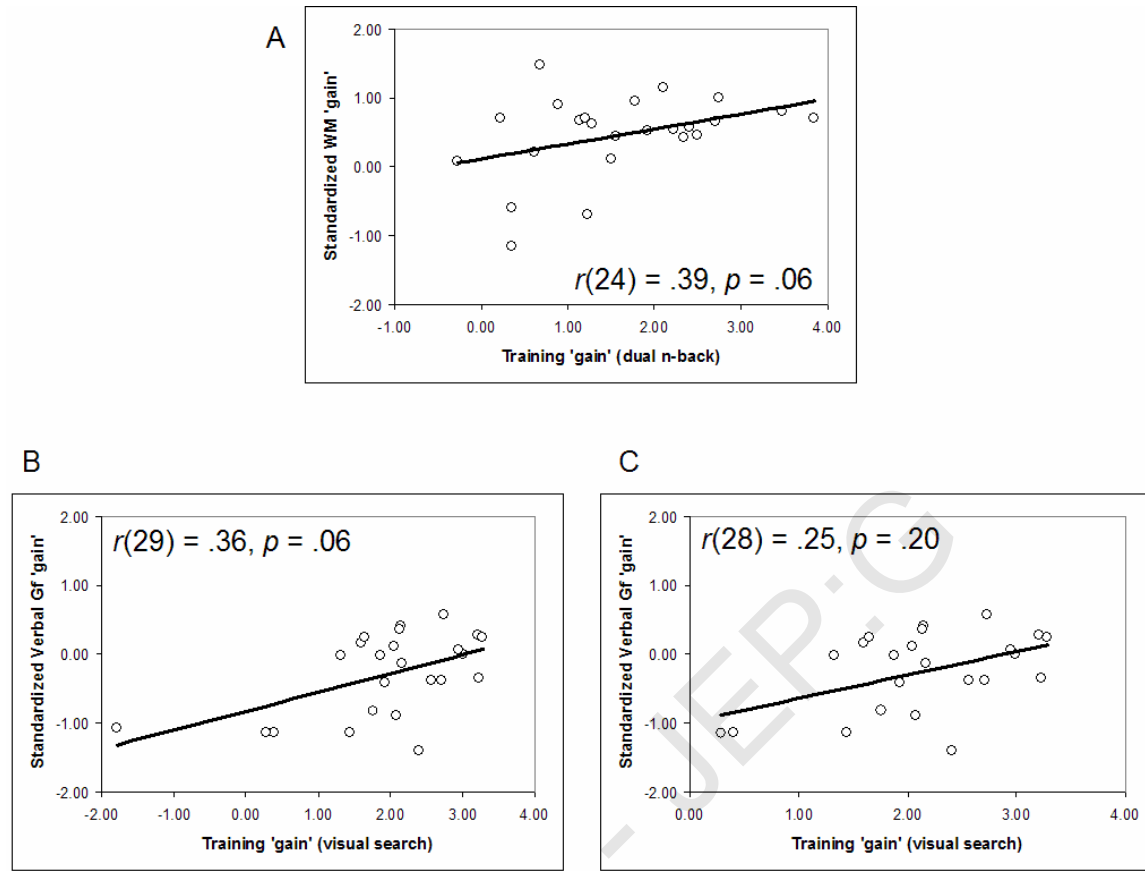 A
Standardized WM 'gain'
2.00
1.00
0.00
-1.00
-2.00
r(24) = .39, p = .06
-1.00 0.00 1.00 2.00 3.00 4.00
Training 'gain' (dual n-back)
B
Standardized Verbal Gf 'gain'
2.00
1.00
0.00
-1.00
-2.00
r(29) = .36, p = .06
-2.00 -1.00 0.00 1.00 2.00 3.00 4.00
Training 'gain' (visual search)
C
Standardized Verbal Gf 'gain'
2.00
1.00
0.00
-1.00
-2.00
r(28) = .25, p = .20
0.00 1.00 2.00 3.00 4.00
Training 'gain' (visual search)
- JEP:G